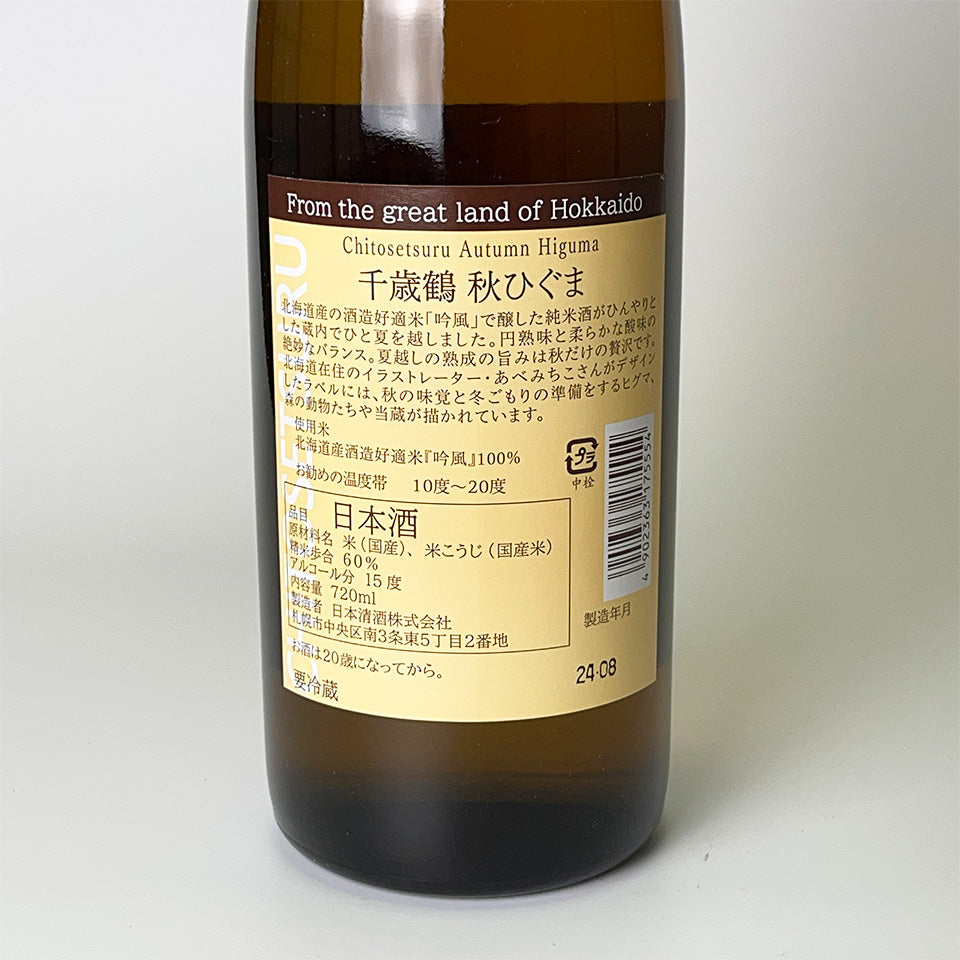 From the great land of Hokkaido
Chitosetsuru Autumn Higuma
千歳鶴 秋ひぐま
北海道産の酒造好適米「吟風」で醸した純米酒がひんやりと
した蔵内でひと夏を越しました。円熟味と柔らかな酸味の
絶妙なバランス。夏越しの熟成の旨みは秋だけの贅沢です。
北海道在住のイラストレーター・あべみちこさんがデザイン
したラベルには、秋の味覚と冬ごもりの準備をするヒグマ、
森の動物たちや当蔵が描かれています。
使用米
北海道産酒造好適米『吟風』100%
お勧めの温度帯 10度〜20度
品目 日本酒
原材料名 米（国産）、米こうじ（国産米）
精米歩合 60%
アルコール分 15度
内容量 720ml
製造者 日本清酒株式会社
札幌市中央区南3条東5丁目2番地
お酒は20歳になってから。
要冷蔵
プラ
中栓
4902363175554
製造年月
24·08
CHITOSETSURU